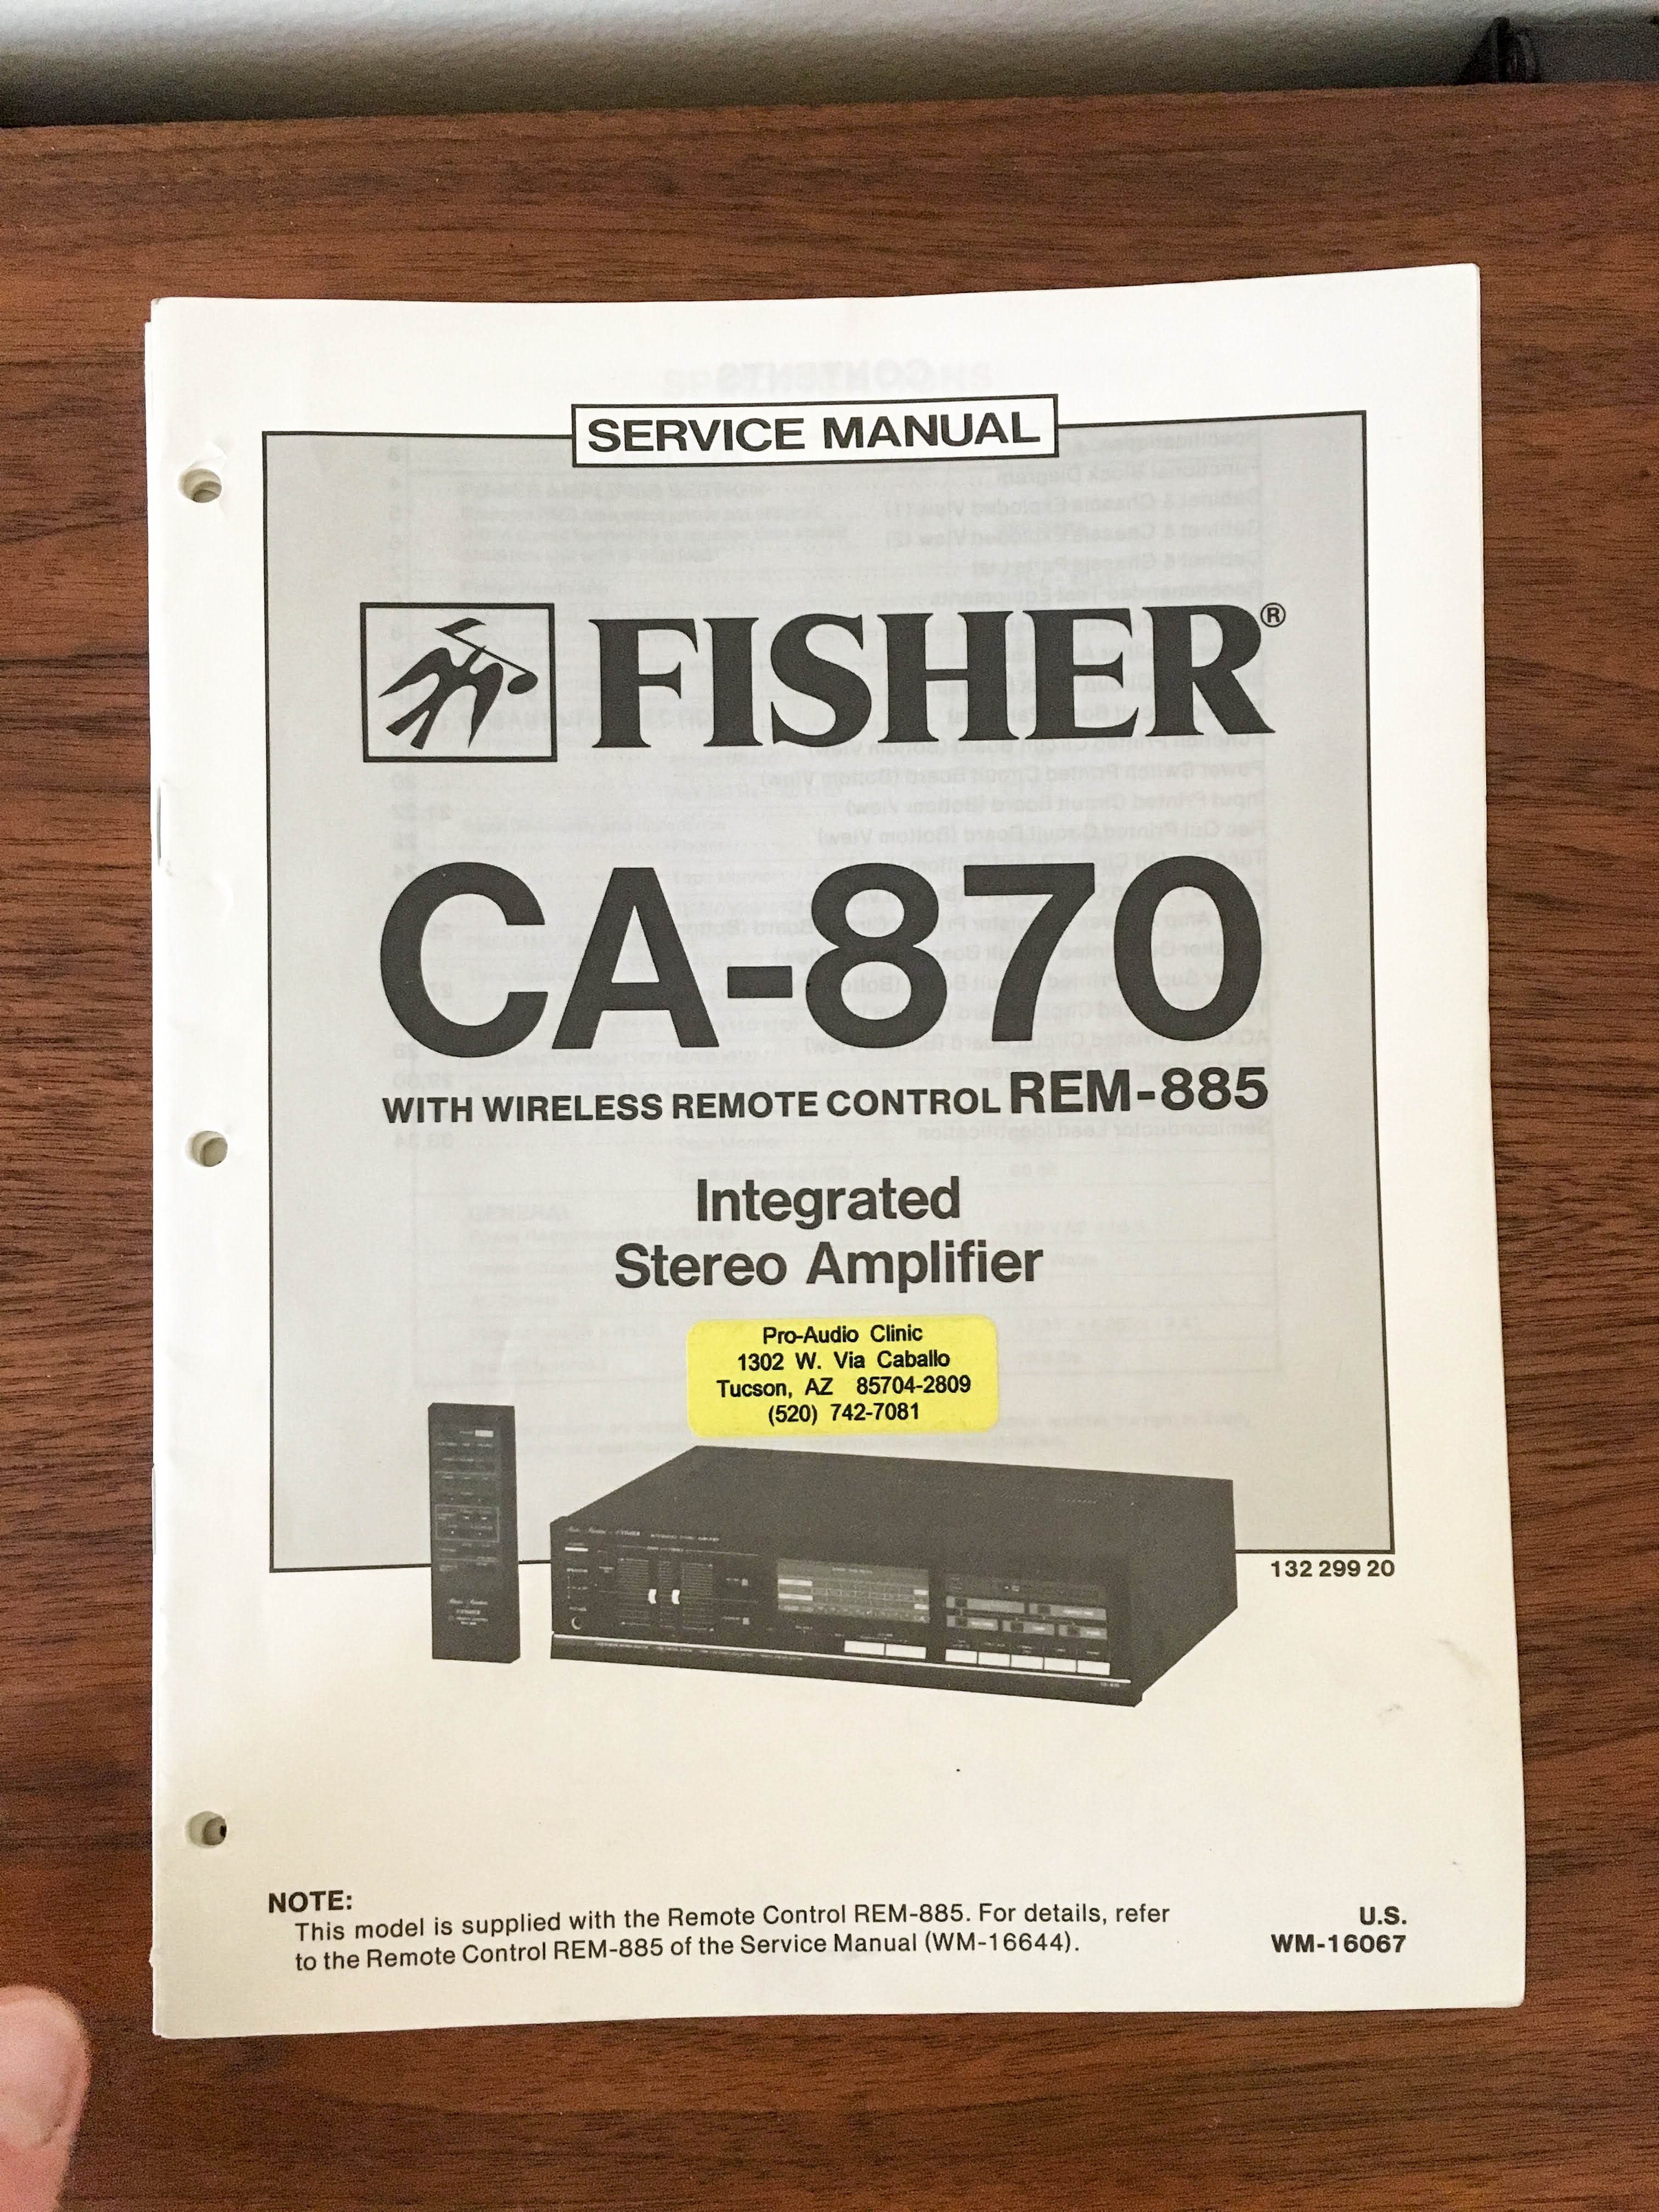 SERVICE MANUAL
FISHER®
CA-870
WITH WIRELESS REMOTE CONTROL REM-885
Integrated
Stereo Amplifier
Pro-Audio Clinic
1302 W. Via Caballo
Tucson, AZ 85704-2809
(520) 742-7081
FISHER
132 299 20
NOTE:
This model is supplied with the Remote Control REM-885. For details, refer
to the Remote Control REM-885 of the Service Manual (WM-16644).
U.S.
WM-16067